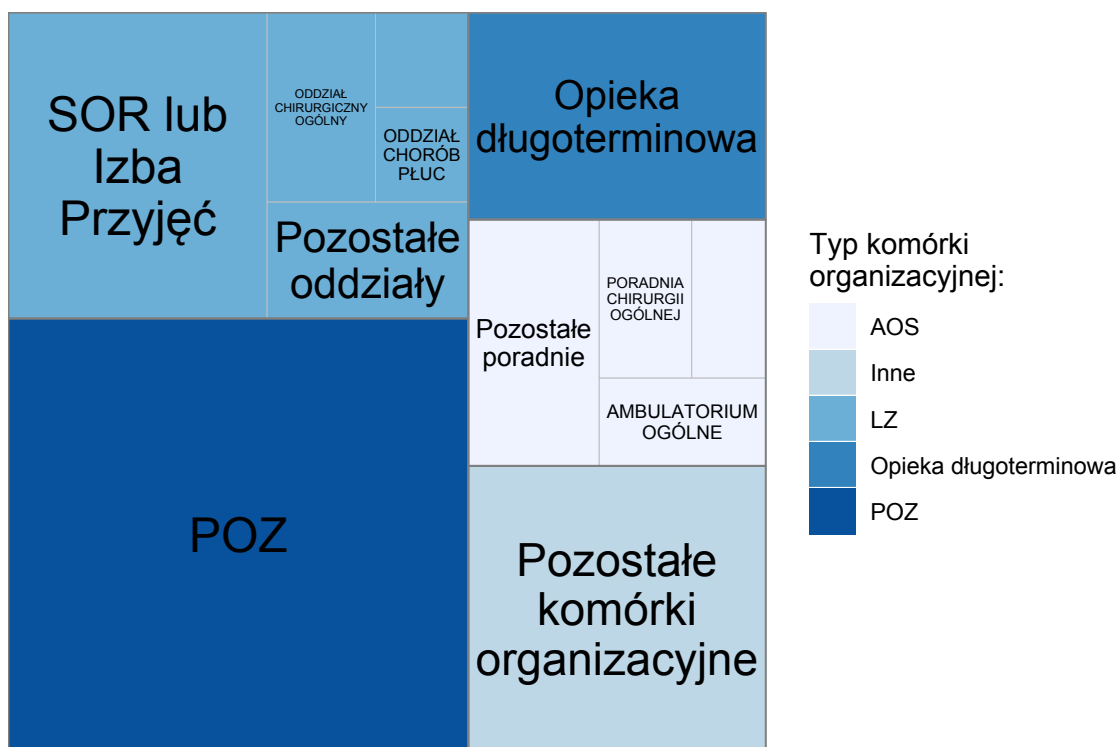 SOR lub
Izba
Przyjęć
ODDZIAŁ
CHIRURGICZNY
OGÓLNY
ODDZIAŁ
CHORÓB
PŁUC
Pozostałe
oddziały
POZ
Opieka
długoterminowa
Pozostałe
poradnie
PORADNIA
CHIRURGII
OGÓLNEJ
AMBULATORIUM
OGÓLNE
Pozostałe
komórki
organizacyjne
Typ komórki
organizacyjnej:
AOS
Inne
LZ
Opieka długoterminowa
POZ